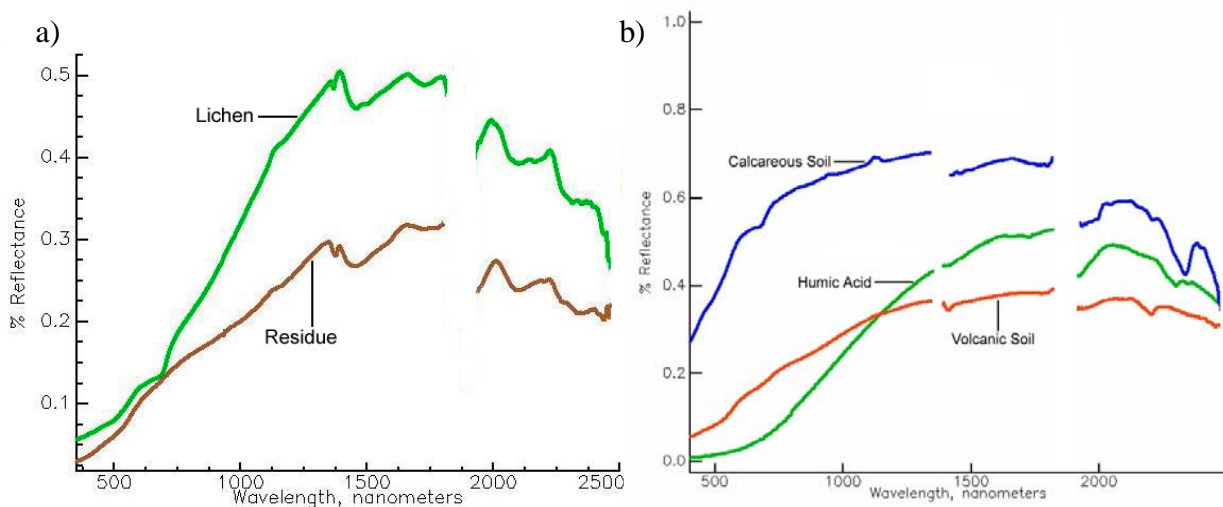 a)
0.5
0.4
0.3
0.2
0.1
% Reflectance
Lichen
Residue
500 1000 1500 2000 2500
Wavelength, nanometers
b)
1.0
0.8
0.6
0.4
0.2
0.0
% Reflectance
Calcareous Soil
Humic Acid
Volcanic Soil
500 1000 1500 2000
Wavelength, nanometers